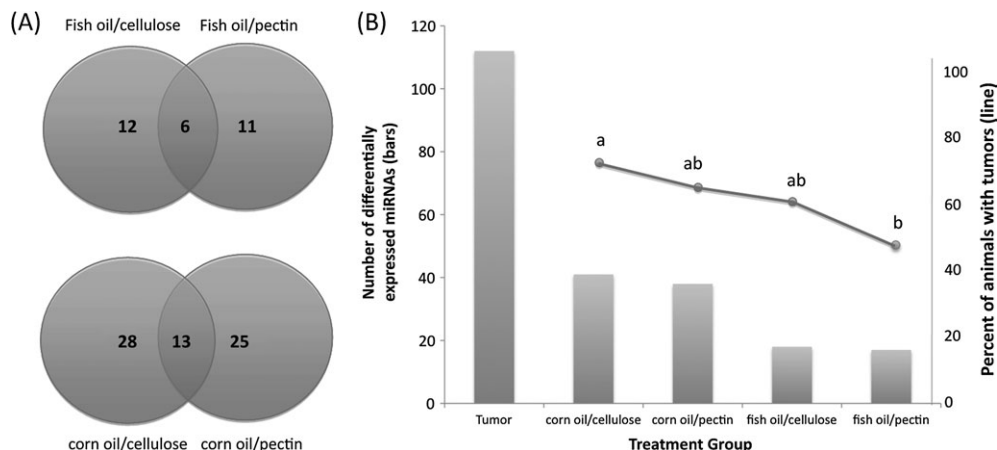 (A)
Fish oil/cellulose Fish oil/pectin
12 6 11
28 13 25
corn oil/cellulose corn oil/pectin
(B)
Number of differentially
expressed miRNAs (bars)
120
100
80
60
40
20
0
a
ab
ab
b
100
80
60
40
20
0
Percent of animals with tumors (line)
Tumor corn oil/cellulose corn oil/pectin fish oil/cellulose fish oil/pectin
Treatment Group